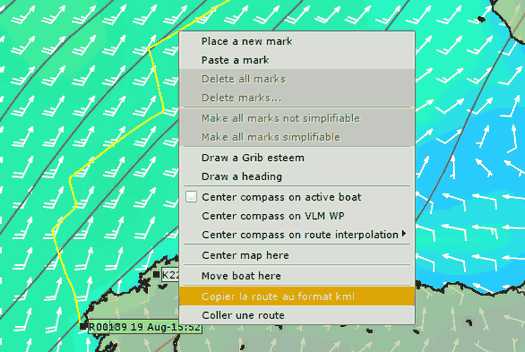 Place a new mark
Paste a mark
Delete all marks
Delete marks...
Make all marks not simplifiable
Make all marks simplifiable
Draw a Grib esteem
Draw a heading
Center compass on active boat
Center compass on VLM WP
Center compass on route interpolation
Center map here
K22
Move boat here
Copier la route au format kml
Coller une route
R00139 19 Aug-15:52